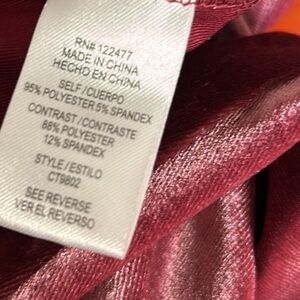 RN# 122477
MADE IN CHINA
HECHO EN CHINA
SELF / CUERPO
95% POLYESTER 5% SPANDEX
CONTRAST / CONTRASTE
88% POLYESTER
12% SPANDEX
STYLE / ESTILO
CT9802
SEE REVERSE
VER EL REVERSO